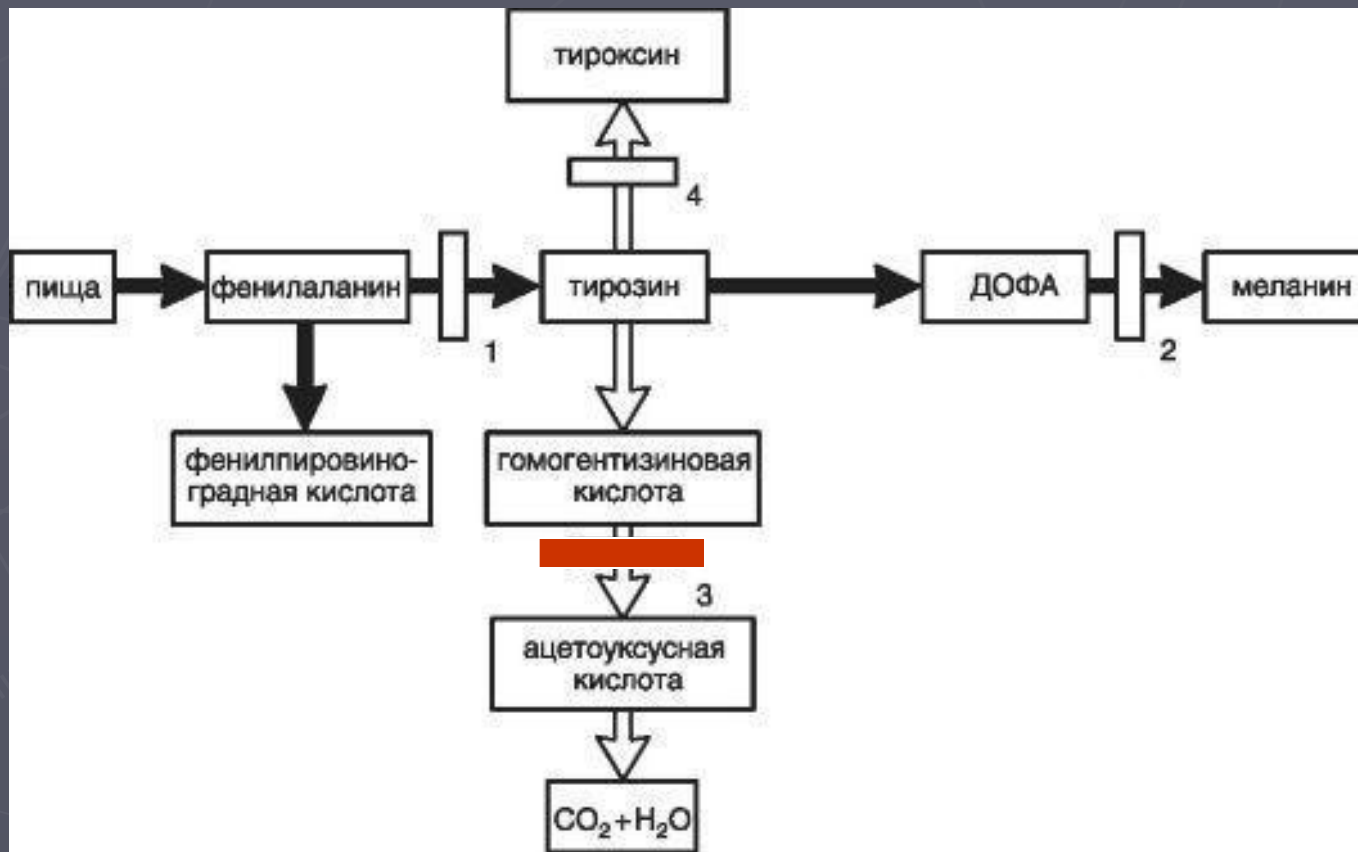 тироксин
4
пища
фенилаланин
1
тирозин
ДОФА
2
меланин
фенилпировино-
градная кислота
гомогентизиновая
кислота
3
ацетоуксусная
кислота
CO₂+H₂O